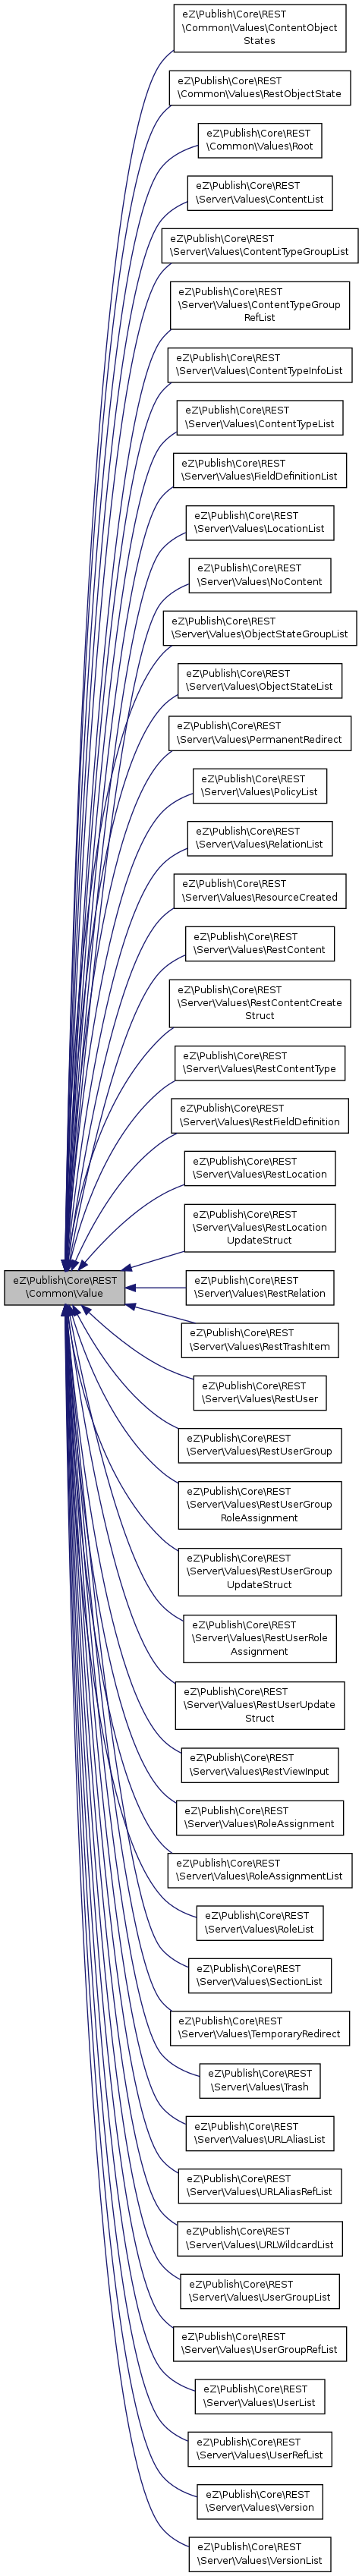 eZ\Publish\Core\REST
\Common\Values\ContentObject
States
eZ\Publish\Core\REST
\Common\Values\RestObjectState
eZ\Publish\Core\REST
\Common\Values\Root
eZ\Publish\Core\REST
\Server\Values\ContentList
eZ\Publish\Core\REST
\Server\Values\ContentTypeGroupList
eZ\Publish\Core\REST
\Server\Values\ContentTypeGroup
RefList
eZ\Publish\Core\REST
\Server\Values\ContentTypeInfoList
eZ\Publish\Core\REST
\Server\Values\ContentTypeList
eZ\Publish\Core\REST
\Server\Values\FieldDefinitionList
eZ\Publish\Core\REST
\Server\Values\LocationList
eZ\Publish\Core\REST
\Server\Values\NoContent
eZ\Publish\Core\REST
\Server\Values\ObjectStateGroupList
eZ\Publish\Core\REST
\Server\Values\ObjectStateList
eZ\Publish\Core\REST
\Server\Values\PermanentRedirect
eZ\Publish\Core\REST
\Server\Values\PolicyList
eZ\Publish\Core\REST
\Server\Values\RelationList
eZ\Publish\Core\REST
\Server\Values\ResourceCreated
eZ\Publish\Core\REST
\Server\Values\RestContent
eZ\Publish\Core\REST
\Server\Values\RestContentCreate
Struct
eZ\Publish\Core\REST
\Server\Values\RestContentType
eZ\Publish\Core\REST
\Server\Values\RestFieldDefinition
eZ\Publish\Core\REST
\Server\Values\RestLocation
eZ\Publish\Core\REST
\Server\Values\RestLocation
UpdateStruct
eZ\Publish\Core\REST
\Common\Value
eZ\Publish\Core\REST
\Server\Values\RestRelation
eZ\Publish\Core\REST
\Server\Values\RestTrashItem
eZ\Publish\Core\REST
\Server\Values\RestUser
eZ\Publish\Core\REST
\Server\Values\RestUserGroup
eZ\Publish\Core\REST
\Server\Values\RestUserGroup
RoleAssignment
eZ\Publish\Core\REST
\Server\Values\RestUserGroup
UpdateStruct
eZ\Publish\Core\REST
\Server\Values\RestUserRole
Assignment
eZ\Publish\Core\REST
\Server\Values\RestUserUpdate
Struct
eZ\Publish\Core\REST
\Server\Values\RestViewInput
eZ\Publish\Core\REST
\Server\Values\RoleAssignment
eZ\Publish\Core\REST
\Server\Values\RoleAssignmentList
eZ\Publish\Core\REST
\Server\Values\RoleList
eZ\Publish\Core\REST
\Server\Values\SectionList
eZ\Publish\Core\REST
\Server\Values\TemporaryRedirect
eZ\Publish\Core\REST
\Server\Values\Trash
eZ\Publish\Core\REST
\Server\Values\URLAliasList
eZ\Publish\Core\REST
\Server\Values\URLAliasRefList
eZ\Publish\Core\REST
\Server\Values\URLWildcardList
eZ\Publish\Core\REST
\Server\Values\UserGroupList
eZ\Publish\Core\REST
\Server\Values\UserGroupRefList
eZ\Publish\Core\REST
\Server\Values\UserList
eZ\Publish\Core\REST
\Server\Values\UserRefList
eZ\Publish\Core\REST
\Server\Values\Version
eZ\Publish\Core\REST
\Server\Values\VersionList